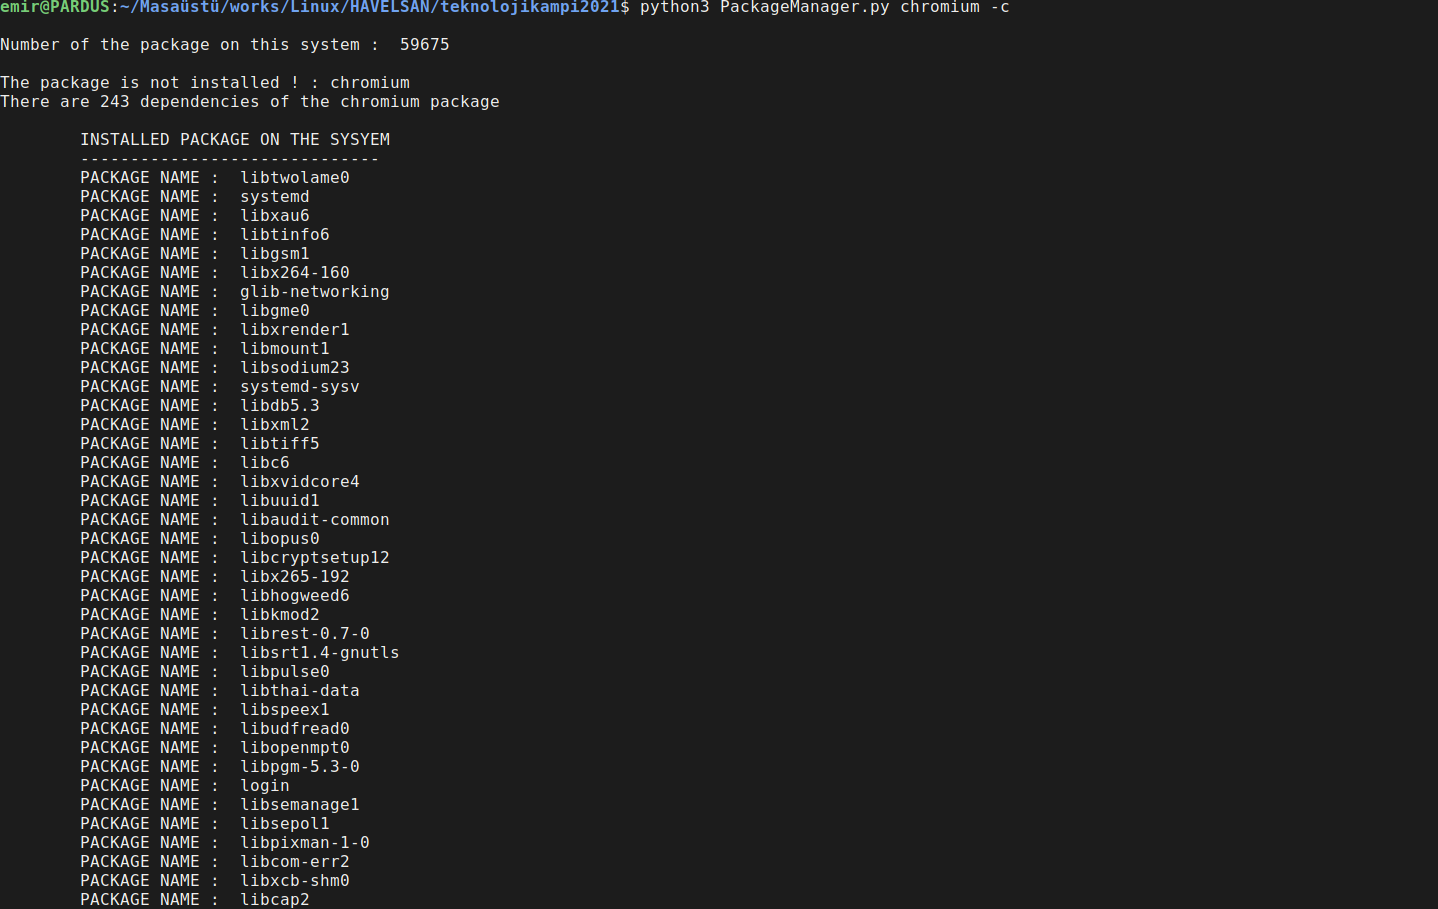 emir@PARDUS:~/Masaüstü/works/Linux/HAVELSAN/teknolojikampi2021$ python3 PackageManager.py chromium -c
Number of the package on this system :  59675
The package is not installed ! : chromium
There are 243 dependencies of the chromium package
INSTALLED PACKAGE ON THE SYSYEM
------------------------------
PACKAGE NAME :  libtwolame0
PACKAGE NAME :  systemd
PACKAGE NAME :  libxau6
PACKAGE NAME :  libtinfo6
PACKAGE NAME :  libgsm1
PACKAGE NAME :  libx264-160
PACKAGE NAME :  glib-networking
PACKAGE NAME :  libgme0
PACKAGE NAME :  libxrender1
PACKAGE NAME :  libmount1
PACKAGE NAME :  libsodium23
PACKAGE NAME :  systemd-sysv
PACKAGE NAME :  libdb5.3
PACKAGE NAME :  libxml2
PACKAGE NAME :  libtiff5
PACKAGE NAME :  libc6
PACKAGE NAME :  libxvidcore4
PACKAGE NAME :  libuuid1
PACKAGE NAME :  libaudit-common
PACKAGE NAME :  libopus0
PACKAGE NAME :  libcryptsetup12
PACKAGE NAME :  libx265-192
PACKAGE NAME :  libhogweed6
PACKAGE NAME :  libkmod2
PACKAGE NAME :  librest-0.7-0
PACKAGE NAME :  libsrt1.4-gnutls
PACKAGE NAME :  libpulse0
PACKAGE NAME :  libthai-data
PACKAGE NAME :  libspeex1
PACKAGE NAME :  libudfread0
PACKAGE NAME :  libopenmpt0
PACKAGE NAME :  libpgm-5.3-0
PACKAGE NAME :  login
PACKAGE NAME :  libsemanage1
PACKAGE NAME :  libsepol1
PACKAGE NAME :  libpixman-1-0
PACKAGE NAME :  libcom-err2
PACKAGE NAME :  libxcb-shm0
PACKAGE NAME :  libcap2